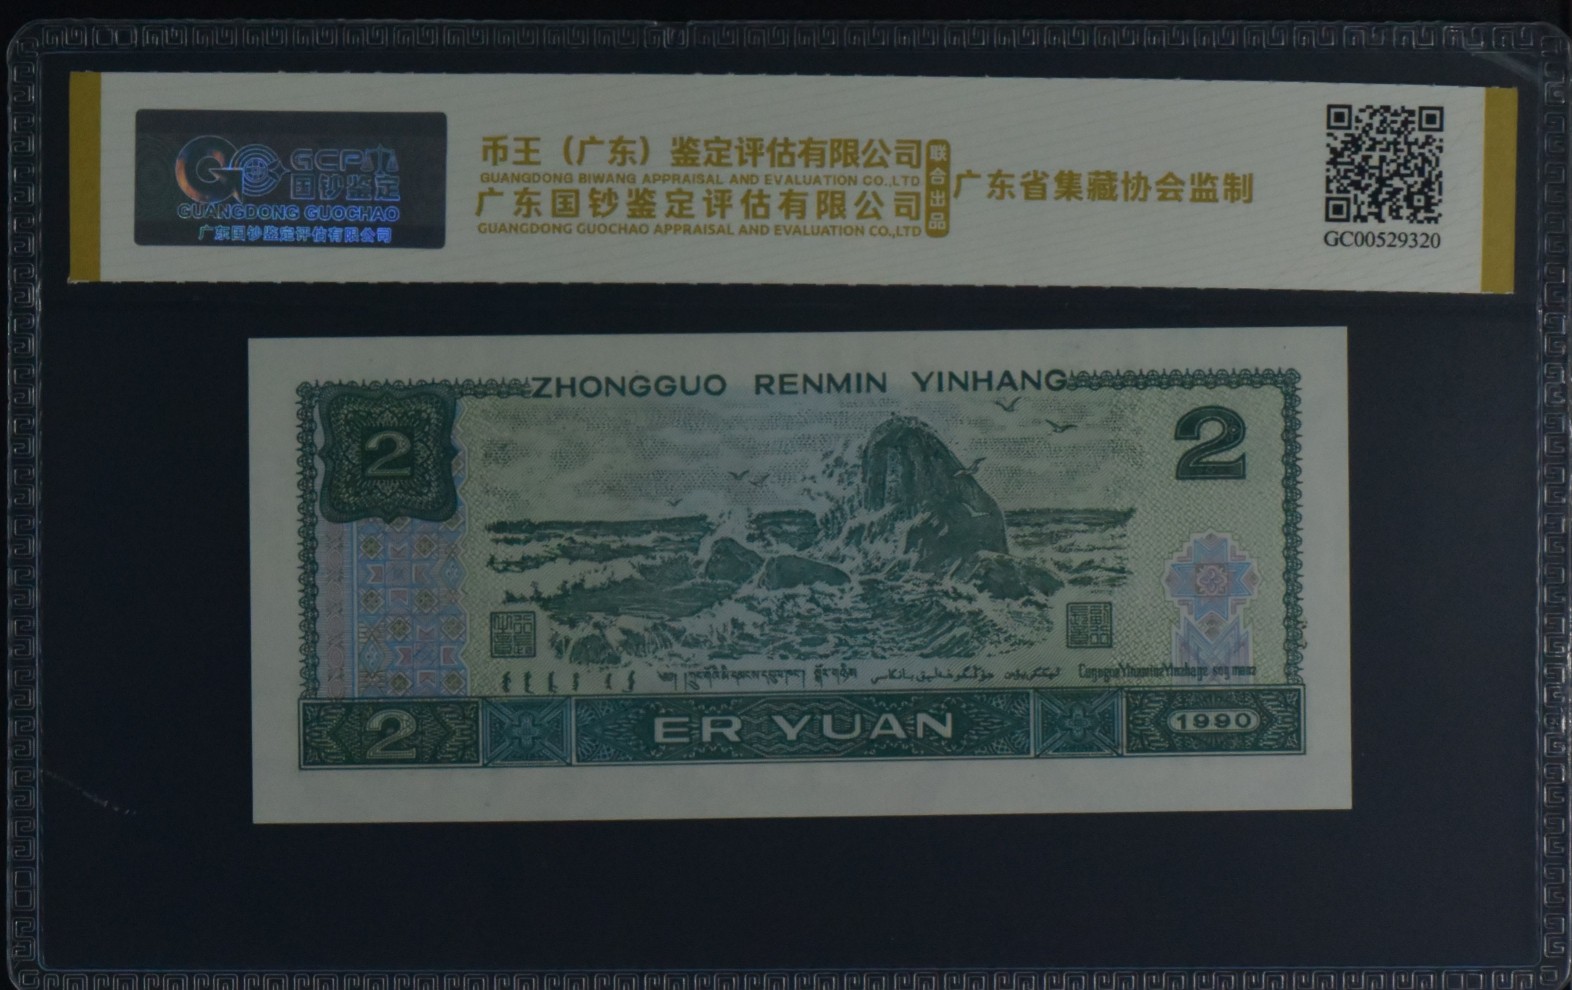 GCP
国钞鉴定
GUANGDONG GUOCHAO
广东国钞鉴定评估有限公司
币王（广东）鉴定评估有限公司
GUANGDONG BIWANG APPRAISAL AND EVALUATION CO.,LTD
广东国钞鉴定评估有限公司
GUANGDONG GUOCHAO APPRAISAL AND EVALUATION CO.,LTD
联合出品
广东省集藏协会监制
GC00529320
ZHONGGUO RENMIN YINHANG
2
2
2
ER YUAN
1990